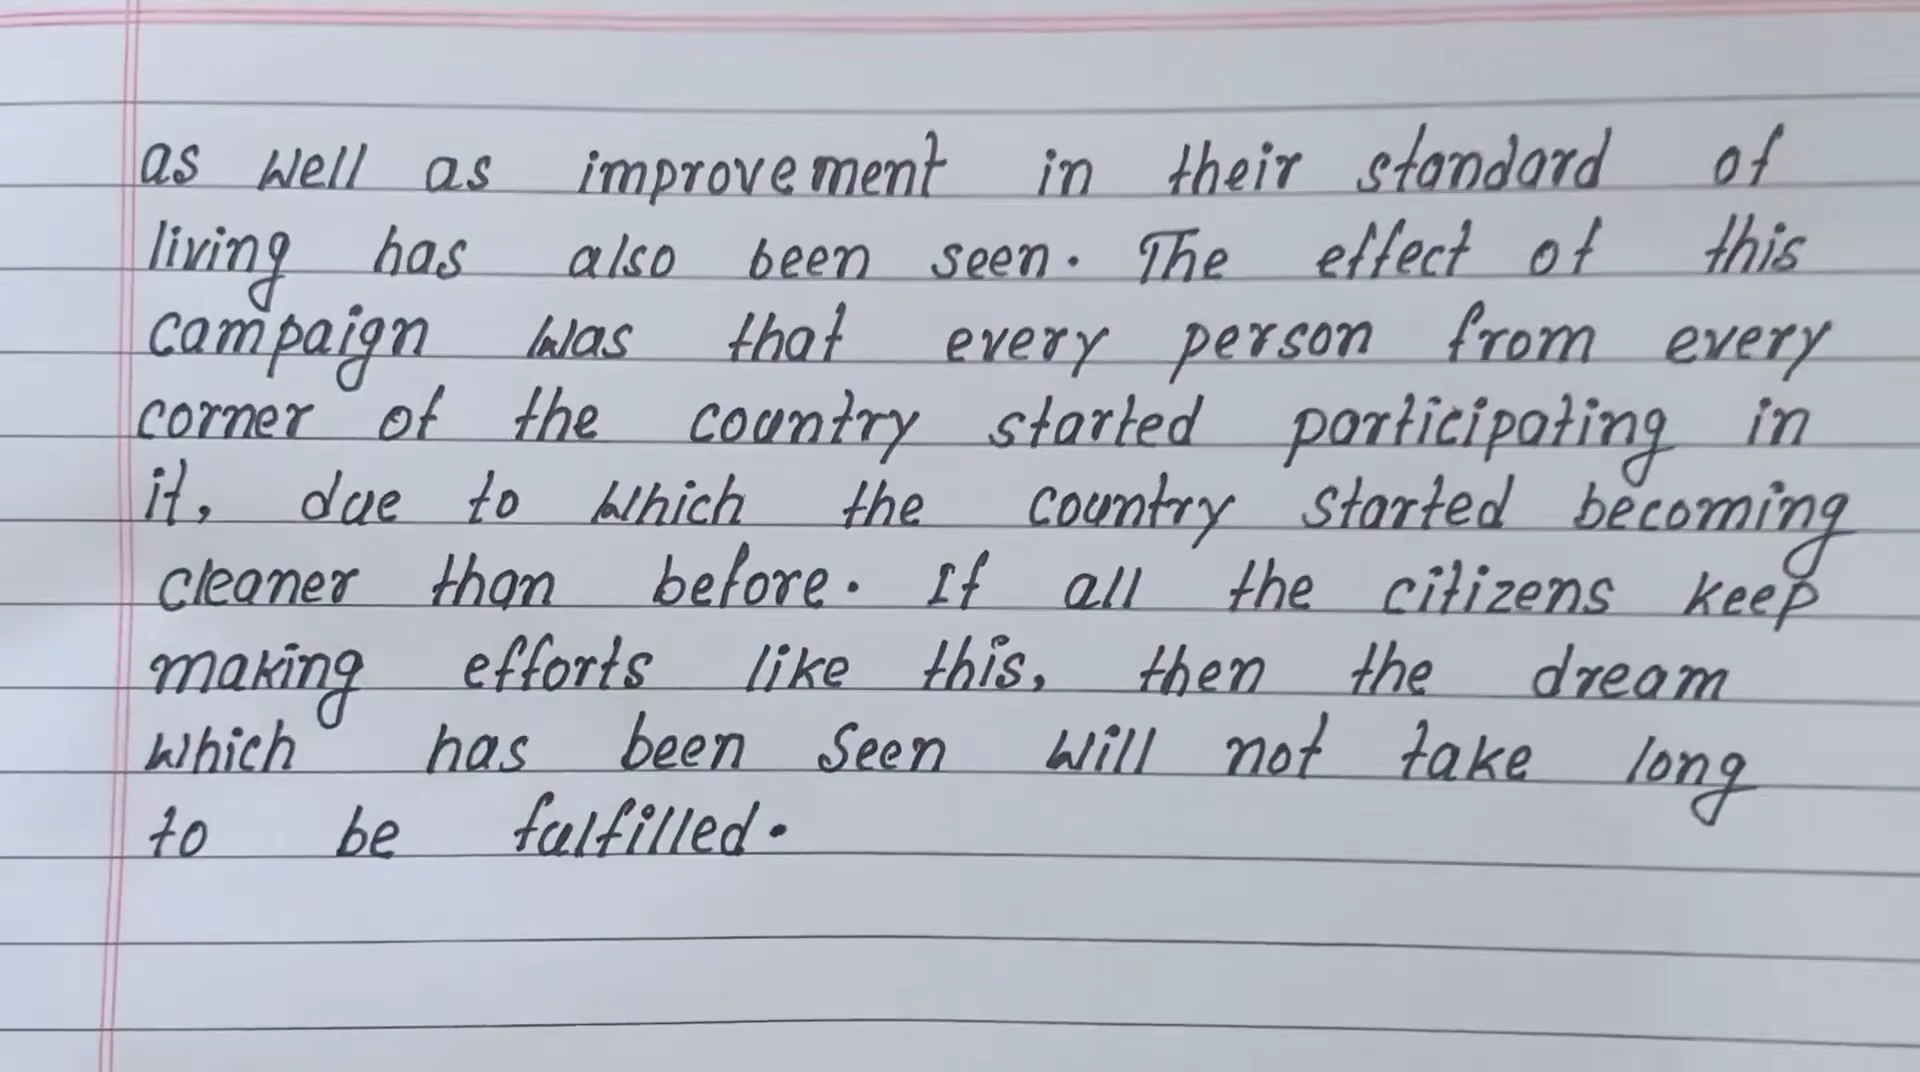 as well as improvement in their standard of
living has also been seen. The effect of this
campaign was that every person from every
corner of the country started participating in
it, due to which the country started becoming
cleaner than before. If all the citizens keep
making efforts like this, then the dream
which has been seen will not take long
to be fulfilled.